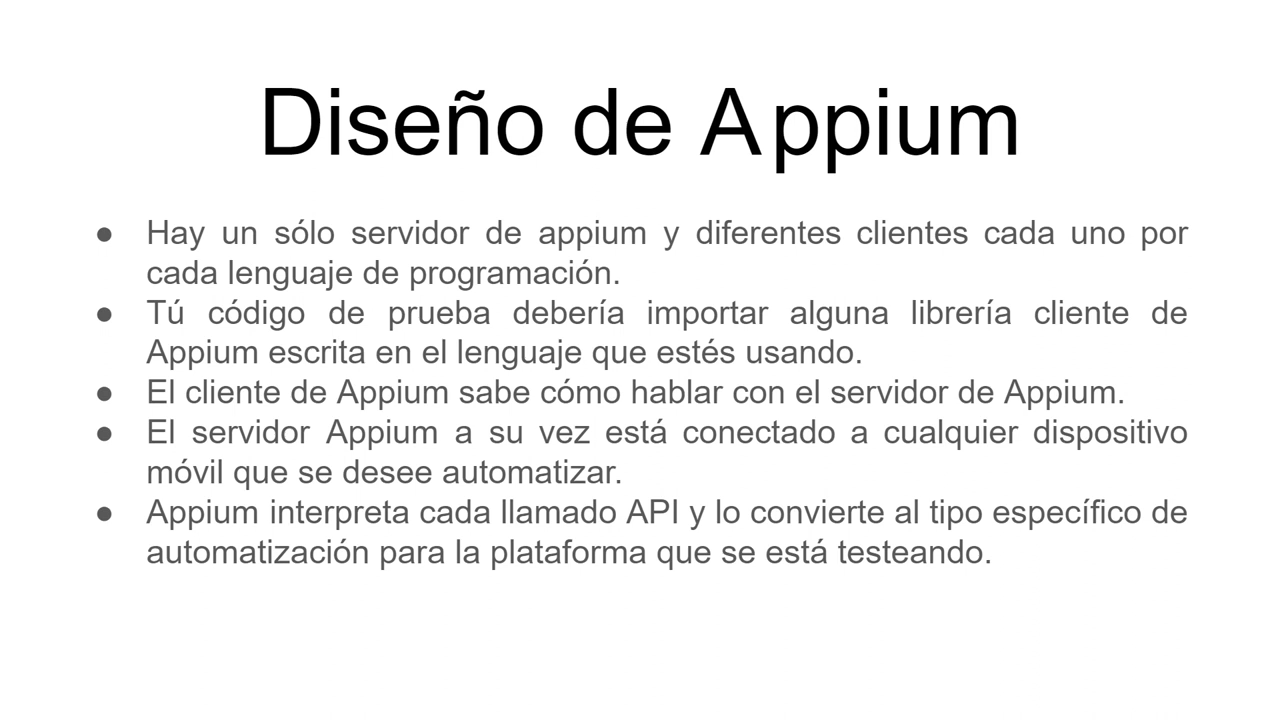 Diseño de Appium
● Hay un sólo servidor de appium y diferentes clientes cada uno por
cada lenguaje de programación.
● Tú código de prueba debería importar alguna librería cliente de
Appium escrita en el lenguaje que estés usando.
● El cliente de Appium sabe cómo hablar con el servidor de Appium.
● El servidor Appium a su vez está conectado a cualquier dispositivo
móvil que se desee automatizar.
● Appium interpreta cada llamado API y lo convierte al tipo específico de
automatización para la plataforma que se está testeando.